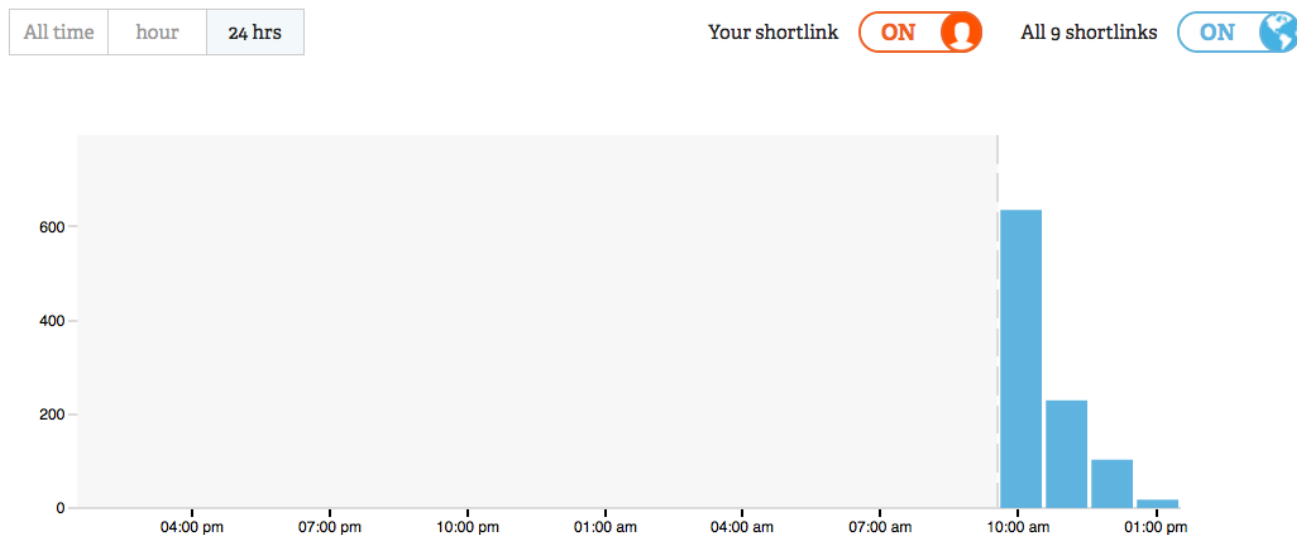 All time hour 24 hrs Your shortlink ON All 9 shortlinks ON
600
400
200
0
04:00 pm 07:00 pm 10:00 pm 01:00 am 04:00 am 07:00 am 10:00 am 01:00 pm